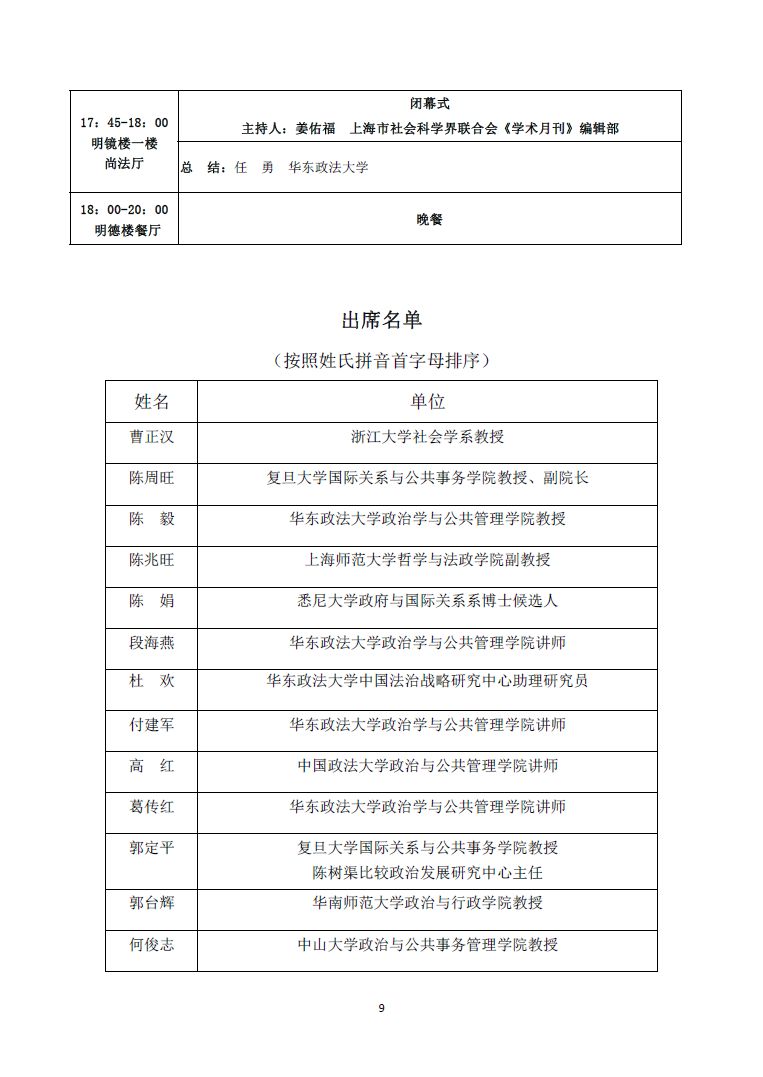 17：45-18：00
明镜楼一楼
尚法厅
闭幕式
主持人：姜佑福　上海市社会科学界联合会《学术月刊》编辑部
总　结：任　勇　华东政法大学
18：00-20：00
明德楼餐厅
晚餐
出席名单
（按照姓氏拼音首字母排序）
姓名　单位
曹正汉　浙江大学社会学系教授
陈周旺　复旦大学国际关系与公共事务学院教授、副院长
陈　毅　华东政法大学政治学与公共管理学院教授
陈兆旺　上海师范大学哲学与法政学院副教授
陈　娟　悉尼大学政府与国际关系系博士候选人
段海燕　华东政法大学政治学与公共管理学院讲师
杜　欢　华东政法大学中国法治战略研究中心助理研究员
付建军　华东政法大学政治学与公共管理学院讲师
高　红　中国政法大学政治与公共管理学院讲师
葛传红　华东政法大学政治学与公共管理学院讲师
郭定平　复旦大学国际关系与公共事务学院教授
陈树渠比较政治发展研究中心主任
郭台辉　华南师范大学政治与行政学院教授
何俊志　中山大学政治与公共事务管理学院教授
9